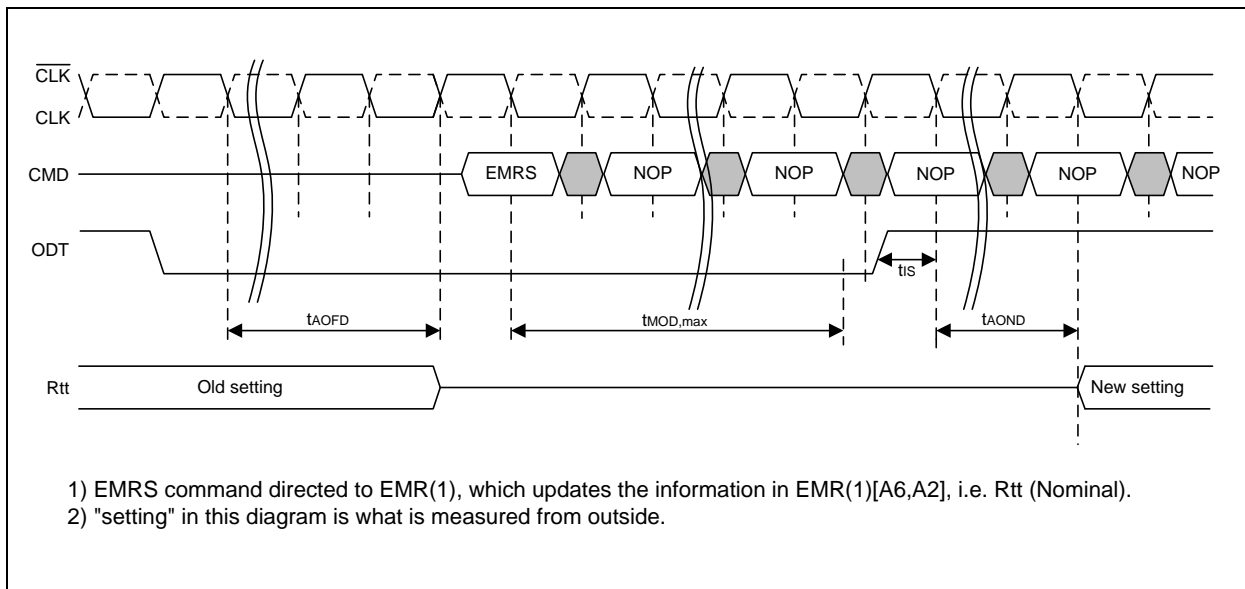 CLK
CLK
CMD
EMRS
NOP
NOP
NOP
NOP
NOP
ODT
tIS
tAOFD
tMOD,max
tAOND
Rtt
Old setting
New setting
1) EMRS command directed to EMR(1), which updates the information in EMR(1)[A6,A2], i.e. Rtt (Nominal).
2) "setting" in this diagram is what is measured from outside.